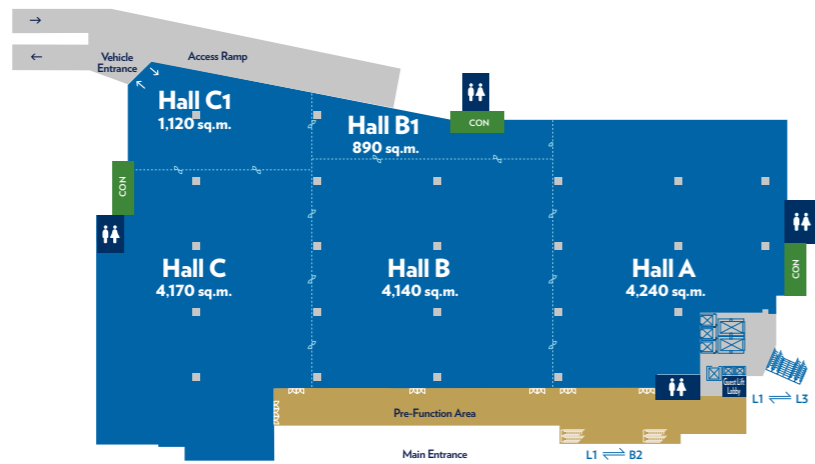 →
←
Vehicle
Entrance
Access Ramp
Hall C1
1,120 sq.m.
Hall B1
890 sq.m.
CON
CON
Hall C
4,170 sq.m.
Hall B
4,140 sq.m.
Hall A
4,240 sq.m.
CON
Guest Lift
Lobby
L1 ⇌ L3
Pre-Function Area
Main Entrance
L1 ⇌ B2